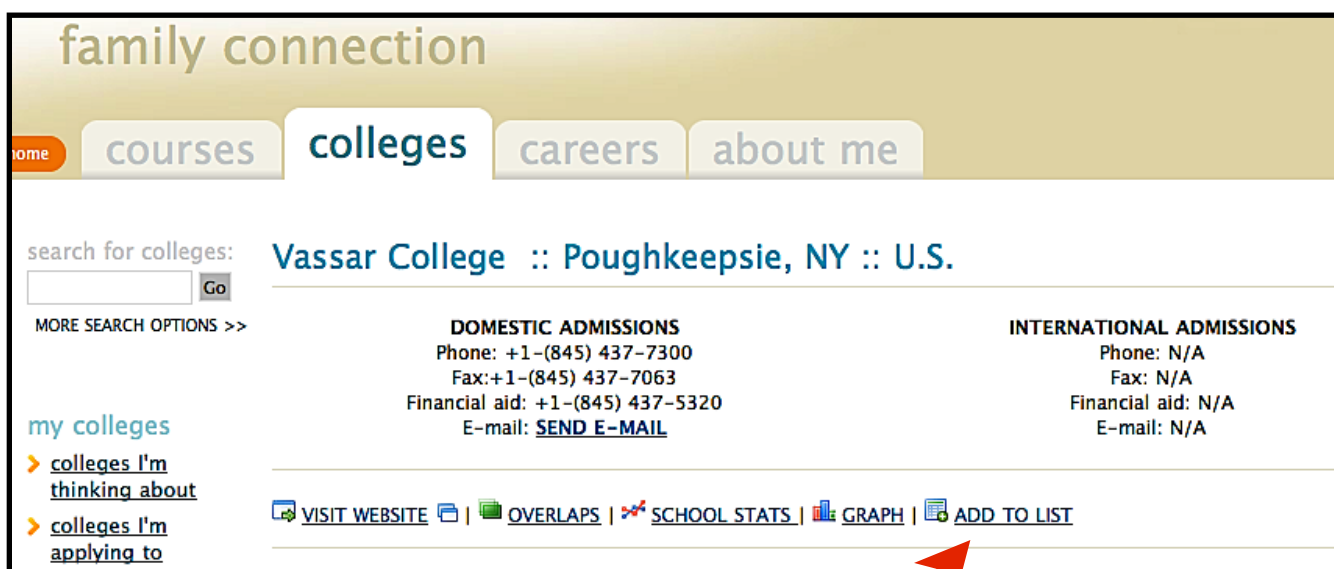 family connection
home courses colleges careers about me
search for colleges:
Go
MORE SEARCH OPTIONS >>
my colleges
colleges I'm
thinking about
colleges I'm
applying to
Vassar College :: Poughkeepsie, NY :: U.S.
DOMESTIC ADMISSIONS
Phone: +1-(845) 437-7300
Fax:+1-(845) 437-7063
Financial aid: +1-(845) 437-5320
E-mail: SEND E-MAIL
INTERNATIONAL ADMISSIONS
Phone: N/A
Fax: N/A
Financial aid: N/A
E-mail: N/A
VISIT WEBSITE | OVERLAPS | SCHOOL STATS | GRAPH | ADD TO LIST